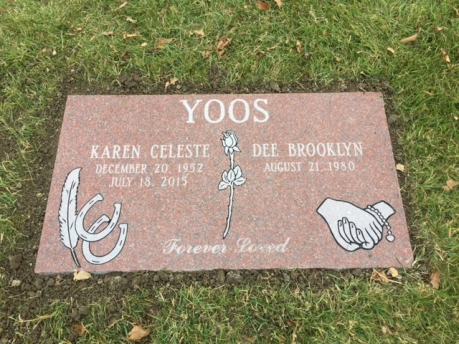 YOOS
KAREN CELESTE
DECEMBER 20, 1952
JULY 18, 2015
DEE BROOKLYN
AUGUST 21, 1980
Forever Loved